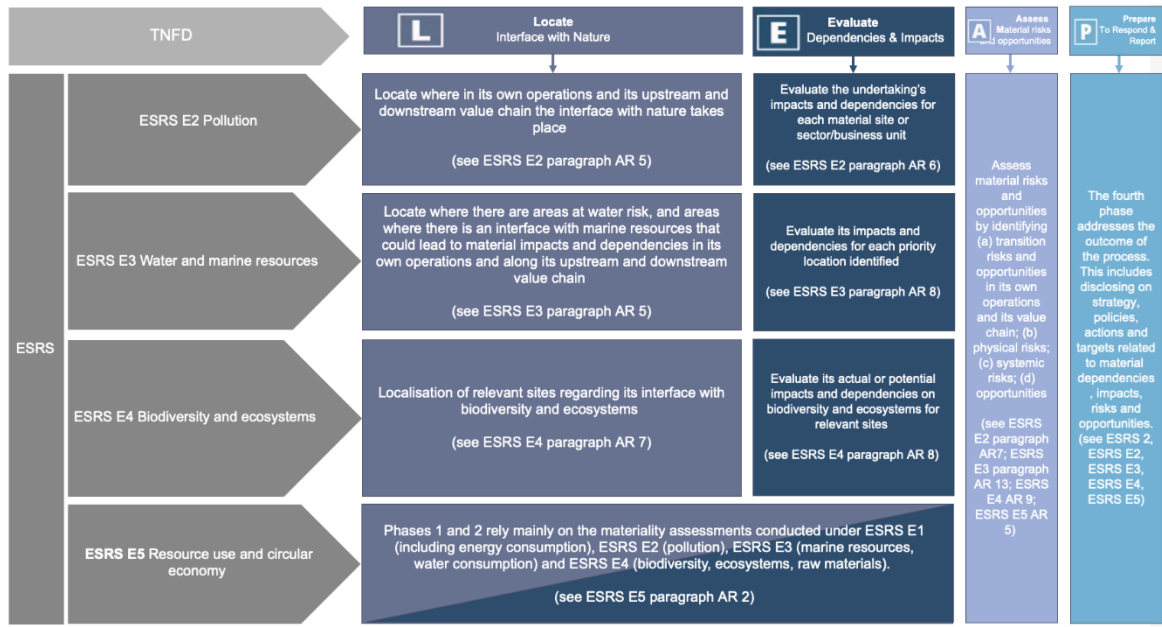 TNFD
L
Locate
Interface with Nature
E
Evaluate
Dependencies & Impacts
A
Assess
Material risks
opportunities
P
Prepare
To Respond &
Report
ESRS
ESRS E2 Pollution
Locate where in its own operations and its upstream and
downstream value chain the interface with nature takes
place
(see ESRS E2 paragraph AR 5)
Evaluate the undertaking's
impacts and dependencies for
each material site or
sector/business unit
(see ESRS E2 paragraph AR 6)
ESRS E3 Water and marine resources
Locate where there are areas at water risk, and areas
where there is an interface with marine resources that
could lead to material impacts and dependencies in its
own operations and along its upstream and downstream
value chain
(see ESRS E3 paragraph AR 5)
Evaluate its impacts and
dependencies for each priority
location identified
(see ESRS E3 paragraph AR 8)
ESRS E4 Biodiversity and ecosystems
Localisation of relevant sites regarding its interface with
biodiversity and ecosystems
(see ESRS E4 paragraph AR 7)
Evaluate its actual or potential
impacts and dependencies on
biodiversity and ecosystems for
relevant sites
(see ESRS E4 paragraph AR 8)
ESRS E5 Resource use and circular
economy
Phases 1 and 2 rely mainly on the materiality assessments conducted under ESRS E1
(including energy consumption), ESRS E2 (pollution), ESRS E3 (marine resources,
water consumption) and ESRS E4 (biodiversity, ecosystems, raw materials).
(see ESRS E5 paragraph AR 2)
Assess
material risks
and
opportunities
by identifying
(a) transition
risks and
opportunities
in its own
operations
and its value
chain; (b)
physical risks;
(c) systemic
risks; (d)
opportunities
(see ESRS
E2 paragraph
AR7; ESRS
E3 paragraph
AR 13; ESRS
E4 AR 9;
ESRS E5 AR
5)
The fourth
phase
addresses the
outcome of
the process.
This includes
disclosing on
strategy,
policies,
actions and
targets related
to material
dependencies
, impacts,
risks and
opportunities.
(see ESRS 2,
ESRS E2,
ESRS E3,
ESRS E4,
ESRS E5)